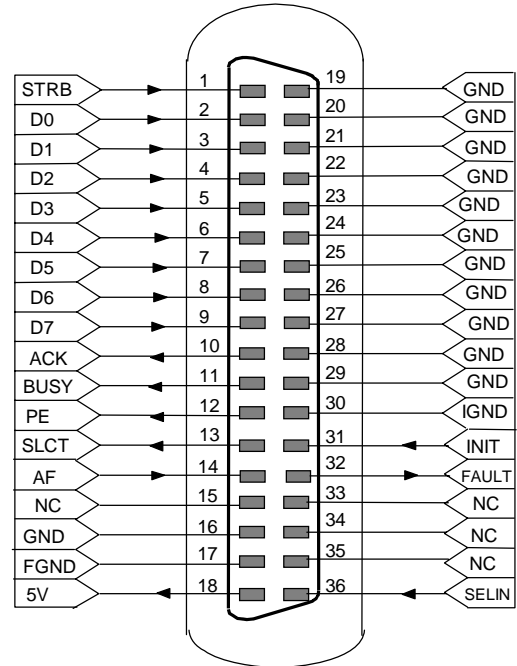 STRB 1 19 GND
D0 2 20 GND
D1 3 21 GND
D2 4 22 GND
D3 5 23 GND
D4 6 24 GND
D5 7 25 GND
D6 8 26 GND
D7 9 27 GND
ACK 10 28 GND
BUSY 11 29 GND
PE 12 30 IGND
SLCT 13 31 INIT
AF 14 32 FAULT
NC 15 33 NC
GND 16 34 NC
FGND 17 35 NC
5V 18 36 SELIN